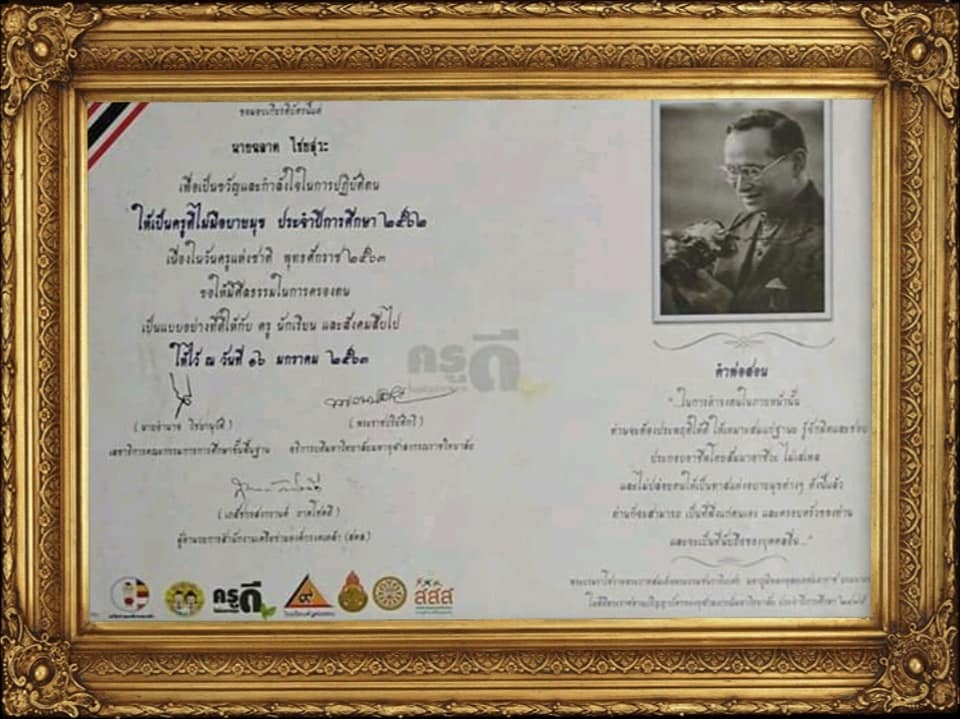 ขอมอบเกียรติบัตรนี้แด่
นายฉลาด ไชยสุระ
เพื่อเป็นขวัญและกำลังใจในการปฏิบัติตน
ให้เป็นครูดีไม่มีอบายมุข ประจำปีการศึกษา ๒๕๖๒
เนื่องในวันครูแห่งชาติ พุทธศักราช ๒๕๖๓
ขอให้มีศีลธรรมในการครองตน
เป็นแบบอย่างที่ดีให้กับ ครู นักเรียน และสังคมสืบไป
ให้ไว้ ณ วันที่ ๑๖ มกราคม ๒๕๖๓
ครูดี
( นายอำนาจ วิชยานุวัติ )
เลขาธิการคณะกรรมการการศึกษาขั้นพื้นฐาน
( พระราชปริยัติกวี )
อธิการบดีมหาวิทยาลัยมหาจุฬาลงกรณราชวิทยาลัย
( เภสัชกรสงกรานต์ ภาคโชคดี )
ผู้อำนวยการสำนักงานเครือข่ายองค์กรงดเหล้า (สคล)
ครูดี
สสส
คำพ่อสอน
"...ในการดำรงตนในภายหน้านั้น
ท่านจะต้องประพฤติให้ดี ให้เหมาะสมแก่ฐานะ รู้จักผิดและชอบ
ประกอบอาชีพโดยสัมมาอาชีวะ ไม่เสเพล
และไม่ปล่อยตนให้เป็นทาสแห่งอบายมุขต่างๆ ดังนี้แล้ว
ท่านก็จะสามารถ เป็นที่พึ่งแก่ตนเอง และครอบครัวของท่าน
และจะเป็นที่นับถือของบุคคลอื่น..."